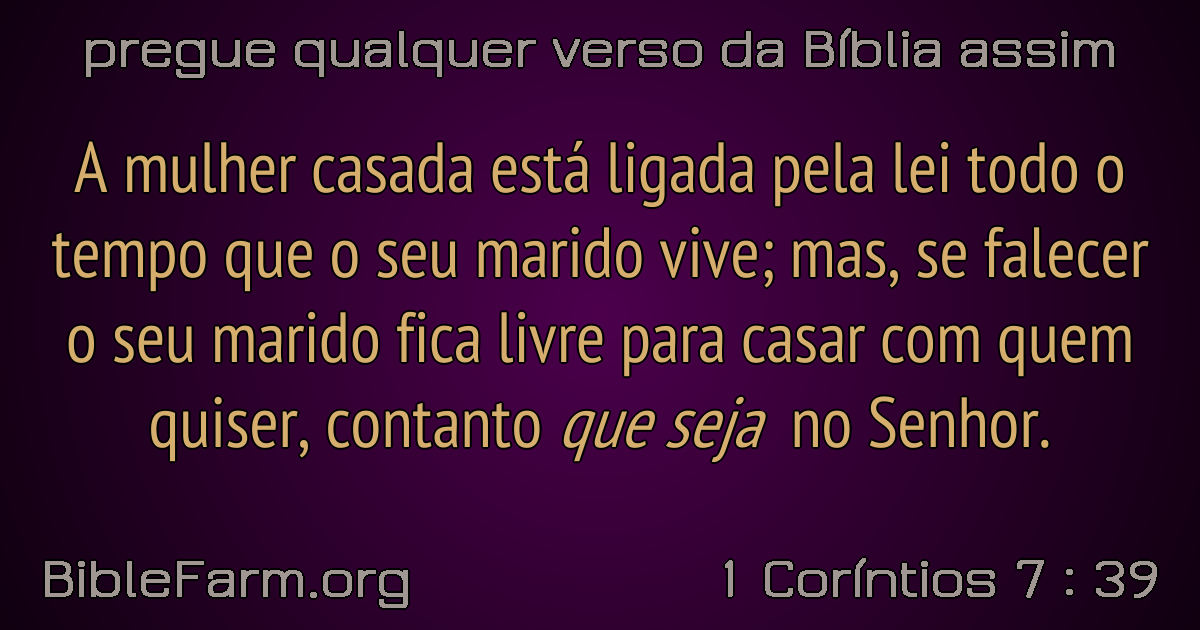 pregue qualquer verso da Bíblia assim
A mulher casada está ligada pela lei todo o
tempo que o seu marido vive; mas, se falecer
o seu marido fica livre para casar com quem
quiser, contanto que seja no Senhor.
BibleFarm.org
1 Coríntios 7 : 39